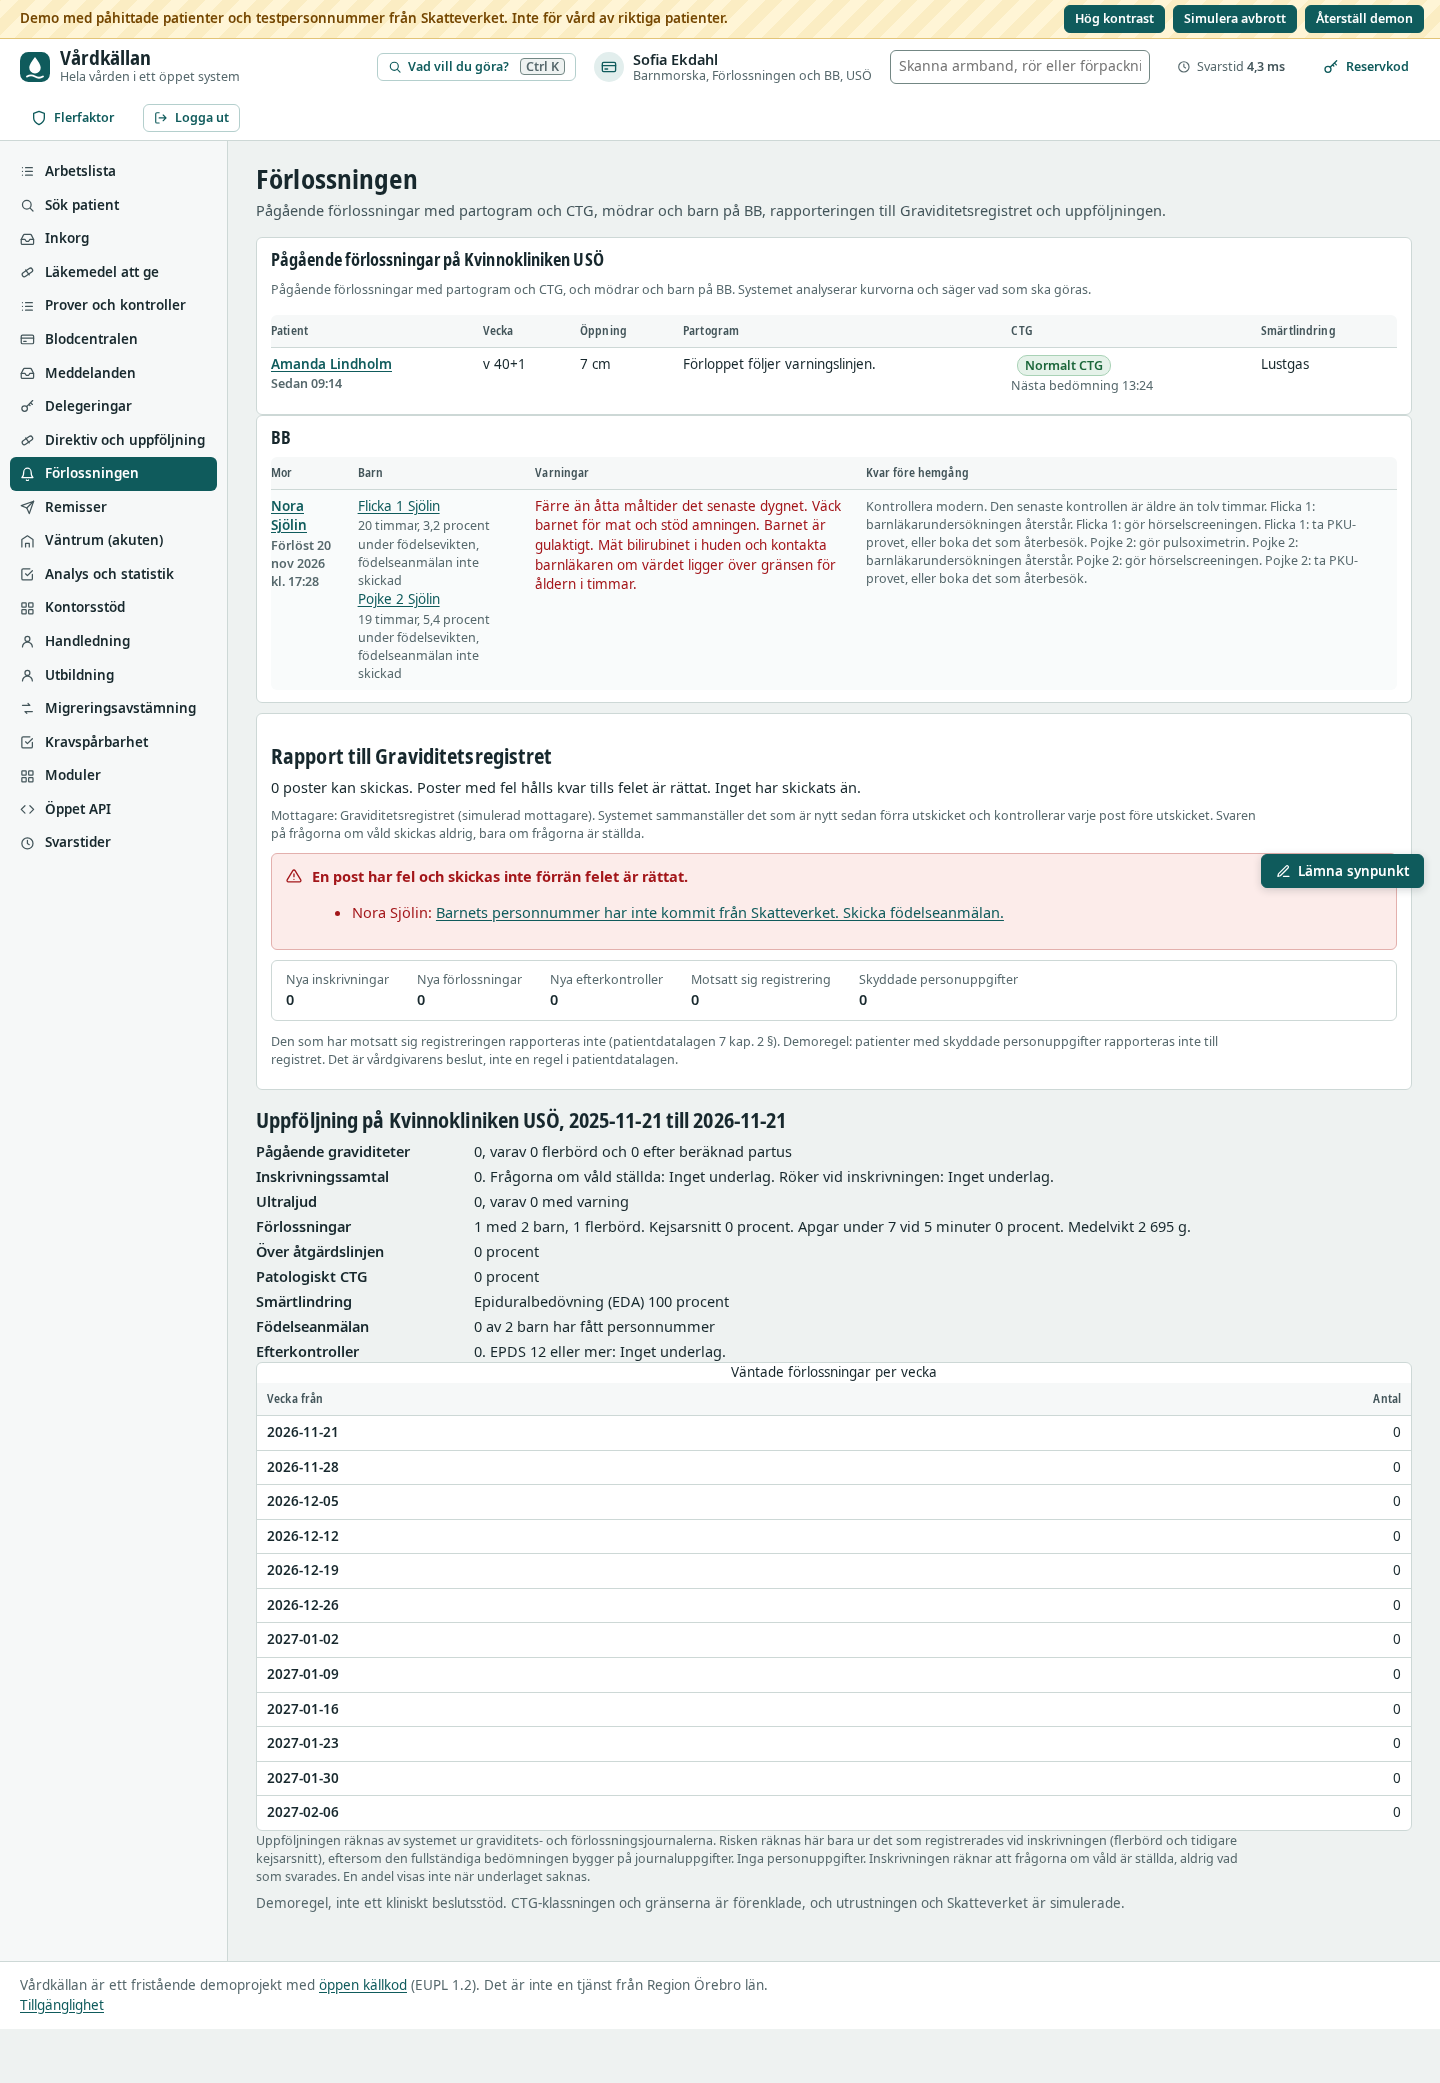 Demo med påhittade patienter och testpersonnummer från Skatteverket. Inte för vård av riktiga patienter.
Hög kontrast
Simulera avbrott
Återställ demon
Vårdkällan
Hela vården i ett öppet system
Vad vill du göra? Ctrl K
Sofia Ekdahl
Barnmorska, Förlossningen och BB, USÖ
Skanna armband, rör eller förpackni
Svarstid 4,3 ms
Reservkod
Flerfaktor
Logga ut
Arbetslista
Sök patient
Inkorg
Läkemedel att ge
Prover och kontroller
Blodcentralen
Meddelanden
Delegeringar
Direktiv och uppföljning
Förlossningen
Remisser
Väntrum (akuten)
Analys och statistik
Kontorsstöd
Handledning
Utbildning
Migreringsavstämning
Kravspårbarhet
Moduler
Öppet API
Svarstider
Förlossningen
Pågående förlossningar med partogram och CTG, mödrar och barn på BB, rapporteringen till Graviditetsregistret och uppföljningen.
Pågående förlossningar på Kvinnokliniken USÖ
Pågående förlossningar med partogram och CTG, och mödrar och barn på BB. Systemet analyserar kurvorna och säger vad som ska göras.
Patient Vecka Öppning Partogram CTG Smärtlindring
Amanda Lindholm v 40+1 7 cm Förloppet följer varningslinjen. Normalt CTG Lustgas
Sedan 09:14 Nästa bedömning 13:24
BB
Mor Barn Varningar Kvar före hemgång
Nora
Sjölin
Förlöst 20
nov 2026
kl. 17:28
Flicka 1 Sjölin
20 timmar, 3,2 procent
under födelsevikten,
födelseanmälan inte
skickad
Pojke 2 Sjölin
19 timmar, 5,4 procent
under födelsevikten,
födelseanmälan inte
skickad
Färre än åtta måltider det senaste dygnet. Väck
barnet för mat och stöd amningen. Barnet är
gulaktigt. Mät bilirubinet i huden och kontakta
barnläkaren om värdet ligger över gränsen för
åldern i timmar.
Kontrollera modern. Den senaste kontrollen är äldre än tolv timmar. Flicka 1:
barnläkarundersökningen återstår. Flicka 1: gör hörselscreeningen. Flicka 1: ta PKU-
provet, eller boka det som återbesök. Pojke 2: gör pulsoximetrin. Pojke 2:
barnläkarundersökningen återstår. Pojke 2: gör hörselscreeningen. Pojke 2: ta PKU-
provet, eller boka det som återbesök.
Rapport till Graviditetsregistret
0 poster kan skickas. Poster med fel hålls kvar tills felet är rättat. Inget har skickats än.
Mottagare: Graviditetsregistret (simulerad mottagare). Systemet sammanställer det som är nytt sedan förra utskicket och kontrollerar varje post före utskicket. Svaren
på frågorna om våld skickas aldrig, bara om frågorna är ställda.
En post har fel och skickas inte förrän felet är rättat.
Lämna synpunkt
• Nora Sjölin: Barnets personnummer har inte kommit från Skatteverket. Skicka födelseanmälan.
Nya inskrivningar Nya förlossningar Nya efterkontroller Motsatt sig registrering Skyddade personuppgifter
0 0 0 0 0
Den som har motsatt sig registreringen rapporteras inte (patientdatalagen 7 kap. 2 §). Demoregel: patienter med skyddade personuppgifter rapporteras inte till
registret. Det är vårdgivarens beslut, inte en regel i patientdatalagen.
Uppföljning på Kvinnokliniken USÖ, 2025-11-21 till 2026-11-21
Pågående graviditeter 0, varav 0 flerbörd och 0 efter beräknad partus
Inskrivningssamtal 0. Frågorna om våld ställda: Inget underlag. Röker vid inskrivningen: Inget underlag.
Ultraljud 0, varav 0 med varning
Förlossningar 1 med 2 barn, 1 flerbörd. Kejsarsnitt 0 procent. Apgar under 7 vid 5 minuter 0 procent. Medelvikt 2 695 g.
Över åtgärdslinjen 0 procent
Patologiskt CTG 0 procent
Smärtlindring Epiduralbedövning (EDA) 100 procent
Födelseanmälan 0 av 2 barn har fått personnummer
Efterkontroller 0. EPDS 12 eller mer: Inget underlag.
Väntade förlossningar per vecka
Vecka från Antal
2026-11-21 0
2026-11-28 0
2026-12-05 0
2026-12-12 0
2026-12-19 0
2026-12-26 0
2027-01-02 0
2027-01-09 0
2027-01-16 0
2027-01-23 0
2027-01-30 0
2027-02-06 0
Uppföljningen räknas av systemet ur graviditets- och förlossningsjournalerna. Risken räknas här bara ur det som registrerades vid inskrivningen (flerbörd och tidigare
kejsarsnitt), eftersom den fullständiga bedömningen bygger på journaluppgifter. Inga personuppgifter. Inskrivningen räknar att frågorna om våld är ställda, aldrig vad
som svarades. En andel visas inte när underlaget saknas.
Demoregel, inte ett kliniskt beslutsstöd. CTG-klassningen och gränserna är förenklade, och utrustningen och Skatteverket är simulerade.
Vårdkällan är ett fristående demoprojekt med öppen källkod (EUPL 1.2). Det är inte en tjänst från Region Örebro län.
Tillgänglighet